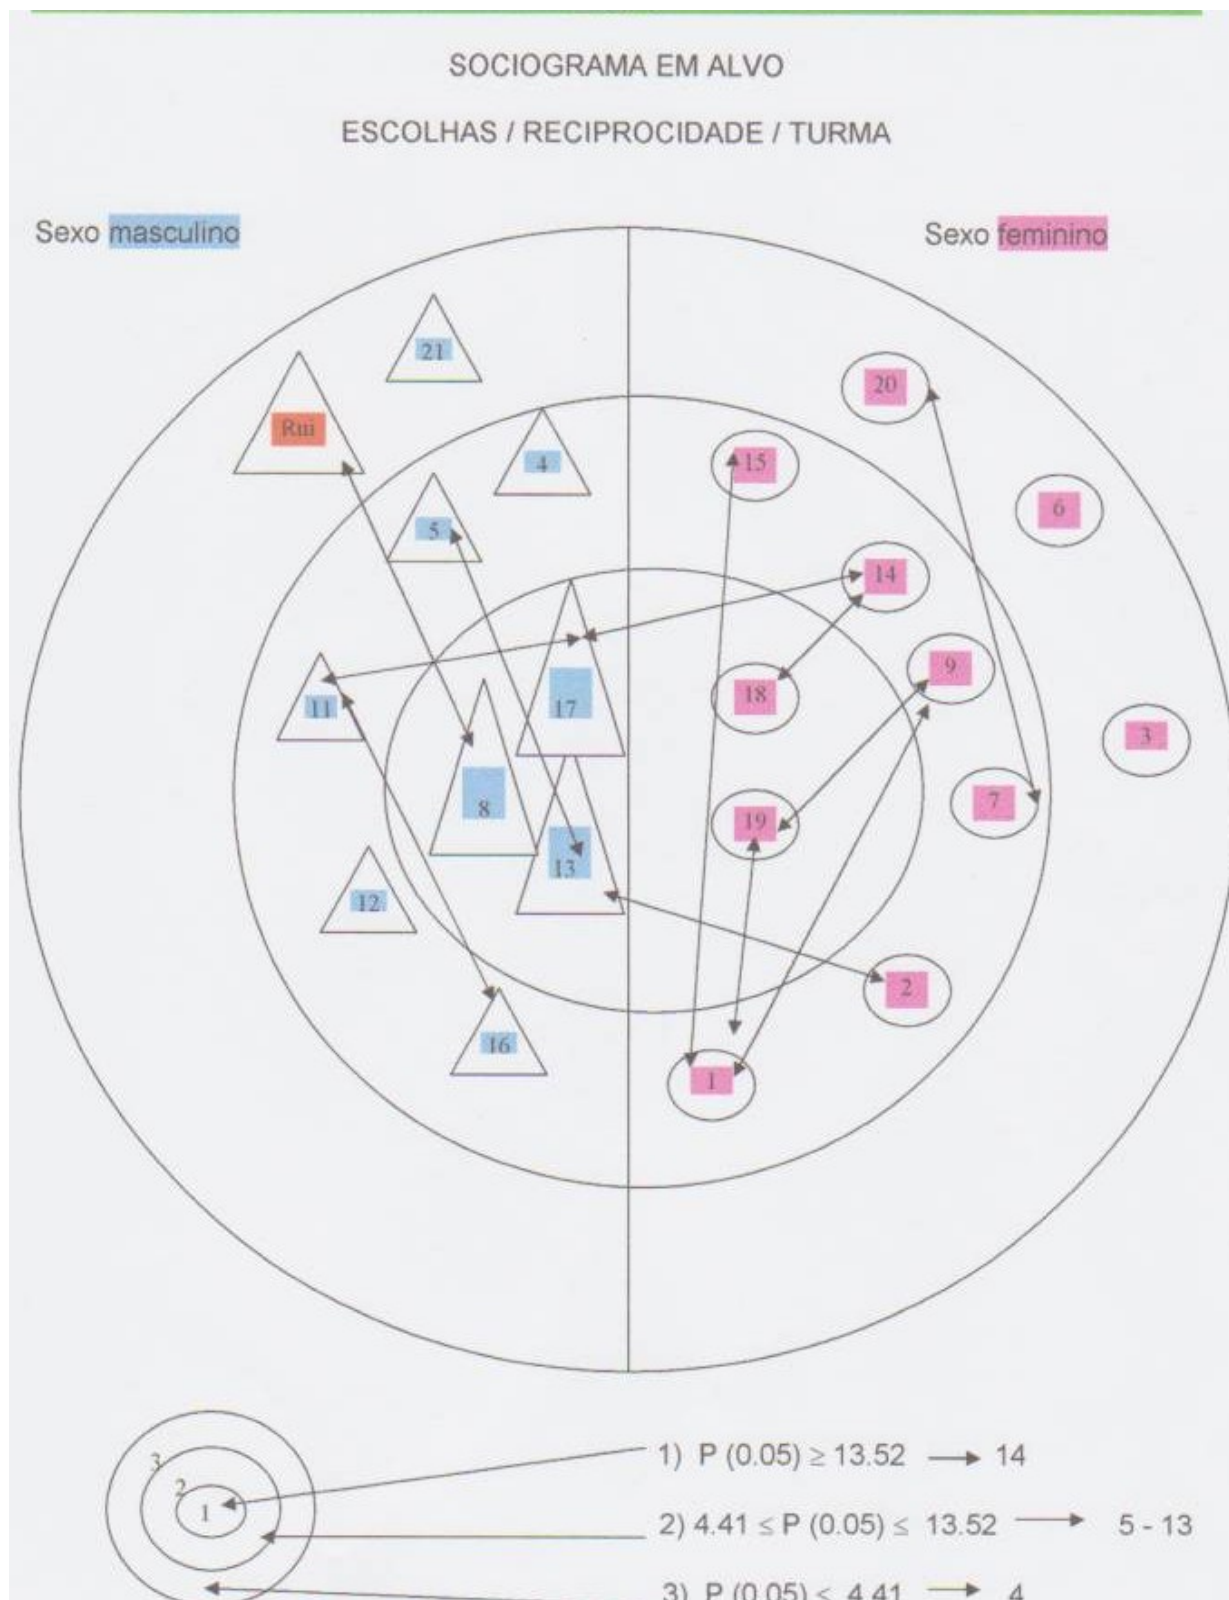 SOCIOGRAMA EM ALVO
ESCOLHAS / RECIPROCIDADE / TURMA
Sexo masculino
Sexo feminino
21
20
Rui
4
15
6
5
14
9
18
11
17
3
8
7
19
13
12
2
16
1
3
2
1
1) P (0.05) ≥ 13.52 → 14
2) 4.41 ≤ P (0.05) ≤ 13.52 → 5 - 13
3) P (0.05) < 4.41 → 4